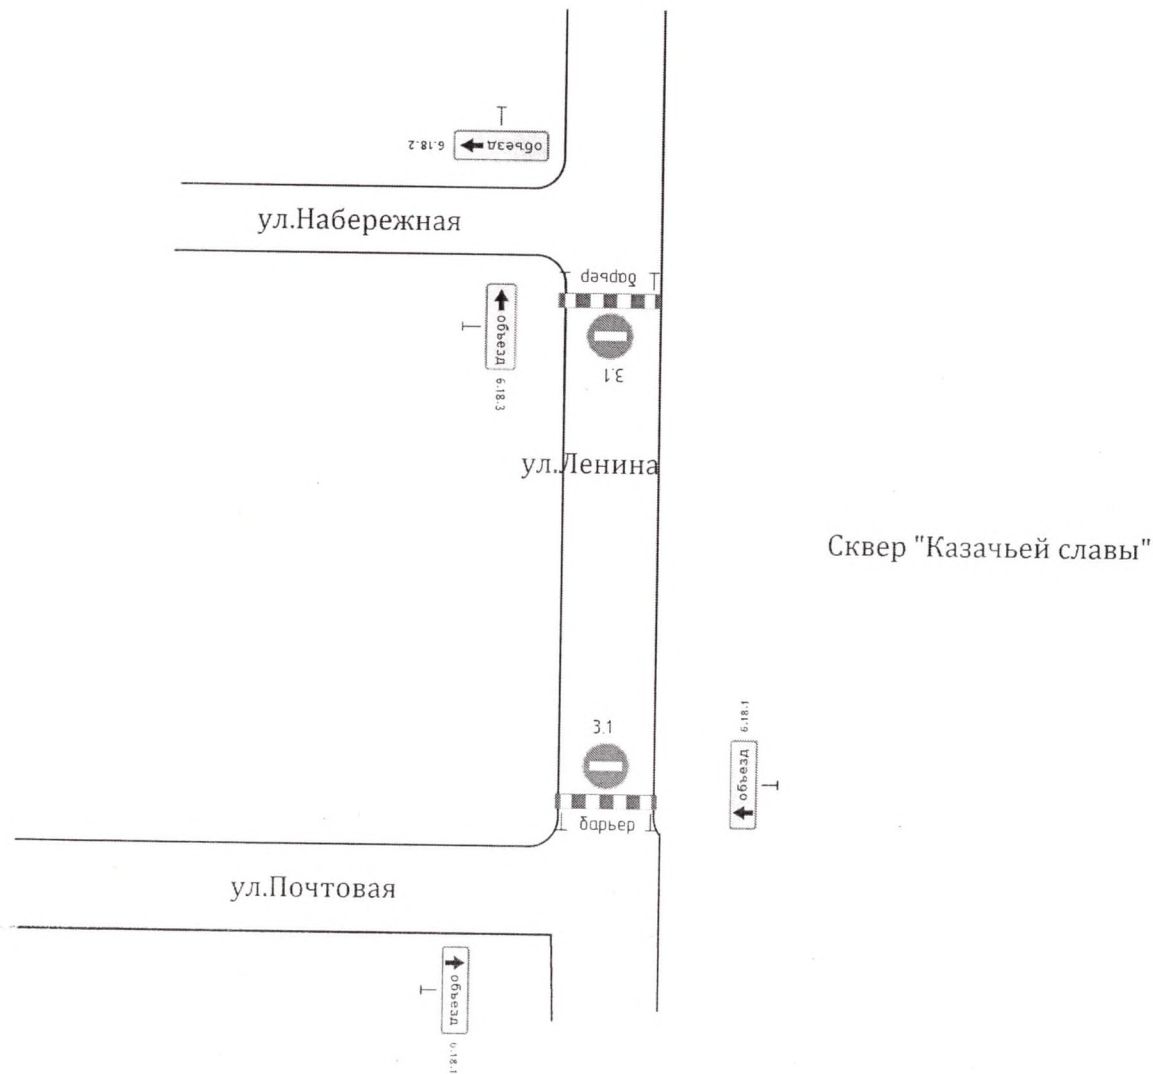 объезд
6.18.2
ул.Набережная
барьер
объезд
6.18.3
3.1
ул.Ленина
Сквер "Казачьей славы"
3.1
6.18.1
объезд
барьер
ул.Почтовая
объезд
6.18.1